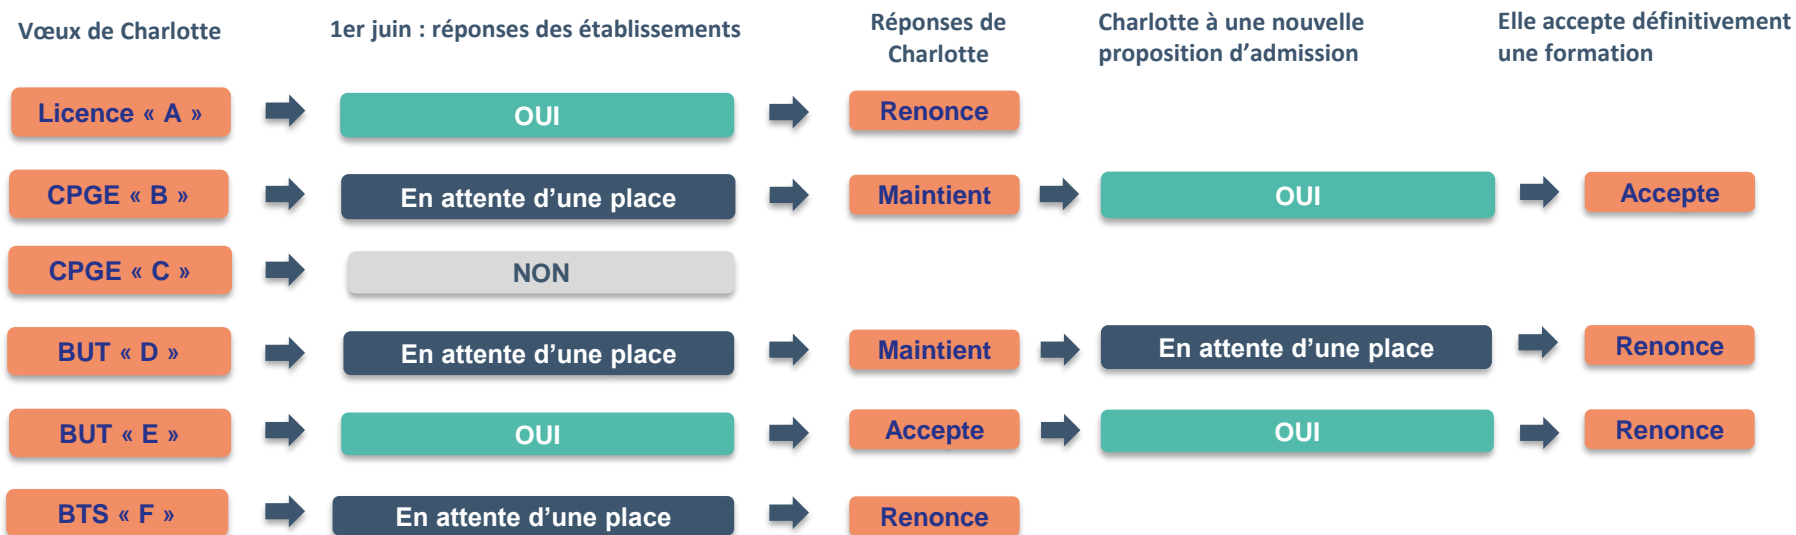 Vœux de Charlotte
1er juin : réponses des établissements
Réponses de
Charlotte
Charlotte à une nouvelle
proposition d’admission
Elle accepte définitivement
une formation
Licence « A »
OUI
Renonce
CPGE « B »
En attente d’une place
Maintient
OUI
Accepte
CPGE « C »
NON
BUT « D »
En attente d’une place
Maintient
En attente d’une place
Renonce
BUT « E »
OUI
Accepte
OUI
Renonce
BTS « F »
En attente d’une place
Renonce